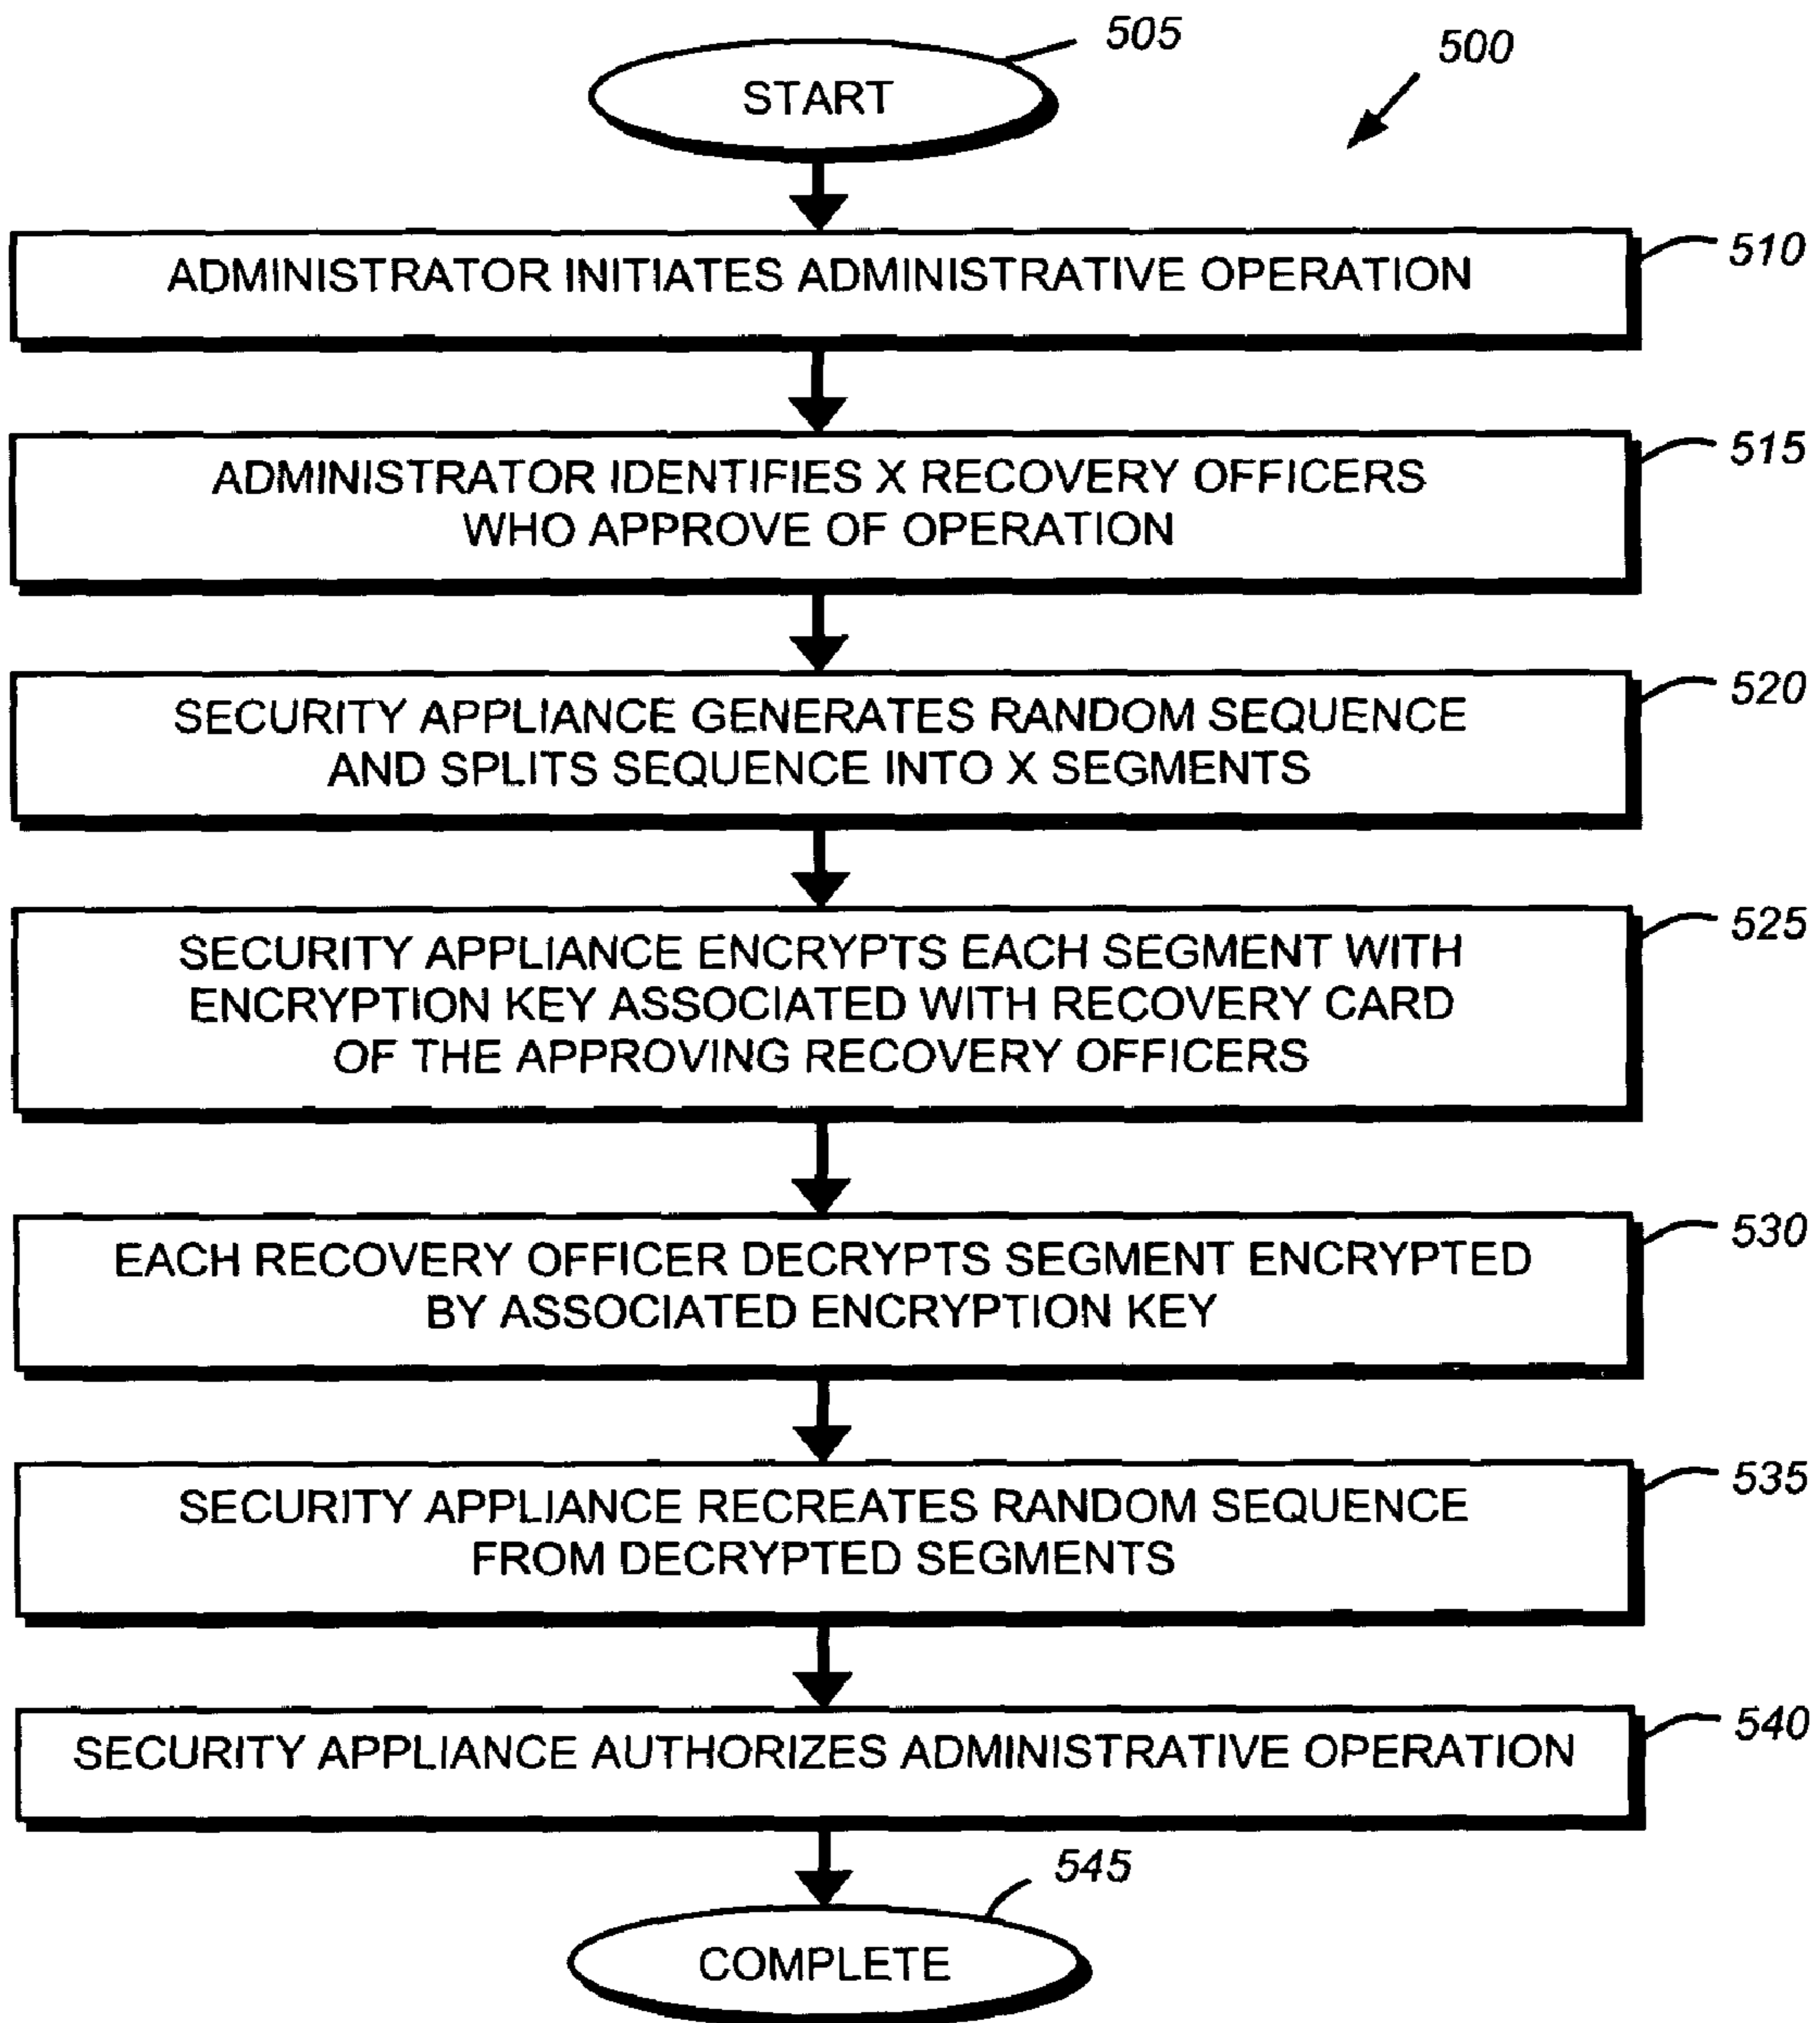 505
500
START
ADMINISTRATOR INITIATES ADMINISTRATIVE OPERATION
510
ADMINISTRATOR IDENTIFIES X RECOVERY OFFICERS
WHO APPROVE OF OPERATION
515
SECURITY APPLIANCE GENERATES RANDOM SEQUENCE
AND SPLITS SEQUENCE INTO X SEGMENTS
520
SECURITY APPLIANCE ENCRYPTS EACH SEGMENT WITH
ENCRYPTION KEY ASSOCIATED WITH RECOVERY CARD
OF THE APPROVING RECOVERY OFFICERS
525
EACH RECOVERY OFFICER DECRYPTS SEGMENT ENCRYPTED
BY ASSOCIATED ENCRYPTION KEY
530
SECURITY APPLIANCE RECREATES RANDOM SEQUENCE
FROM DECRYPTED SEGMENTS
535
SECURITY APPLIANCE AUTHORIZES ADMINISTRATIVE OPERATION
540
545
COMPLETE